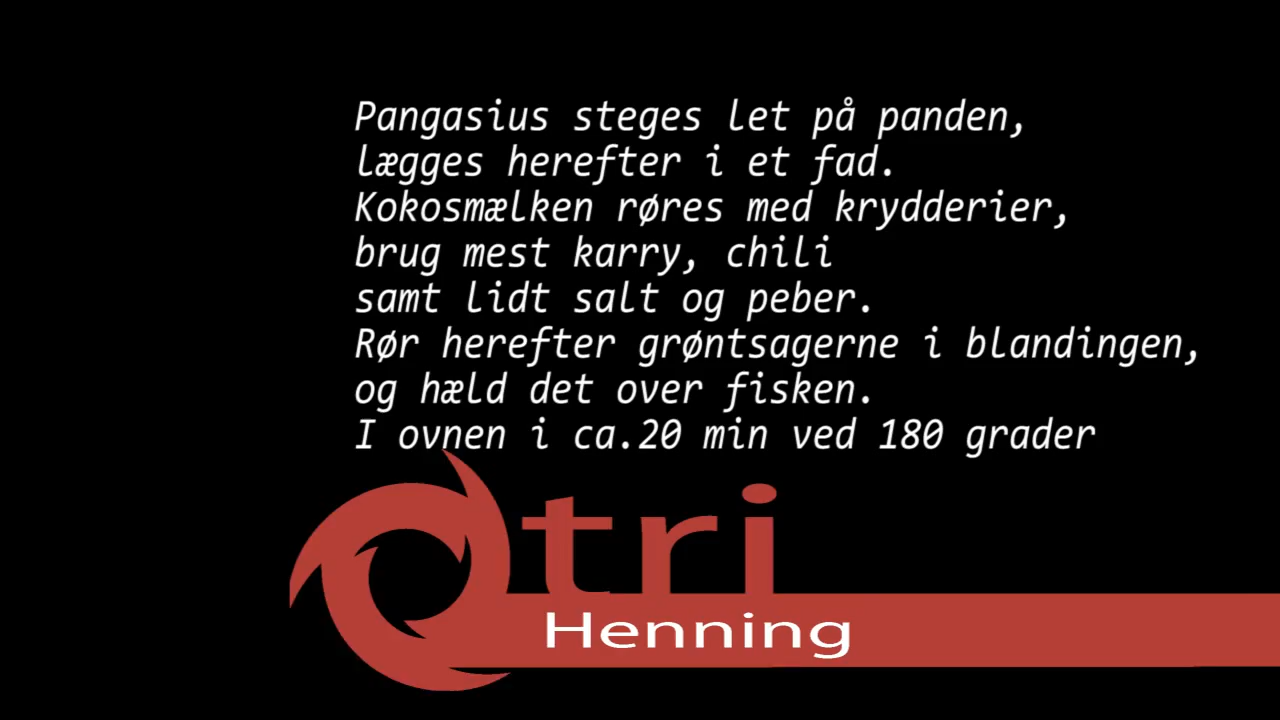 Pangasius steges let på panden,
lægges herefter i et fad.
Kokosmælken røres med krydderier,
brug mest karry, chili
samt lidt salt og peber.
Rør herefter grøntsagerne i blandingen,
og hæld det over fisken.
I ovnen i ca.20 min ved 180 grader
tri
Henning